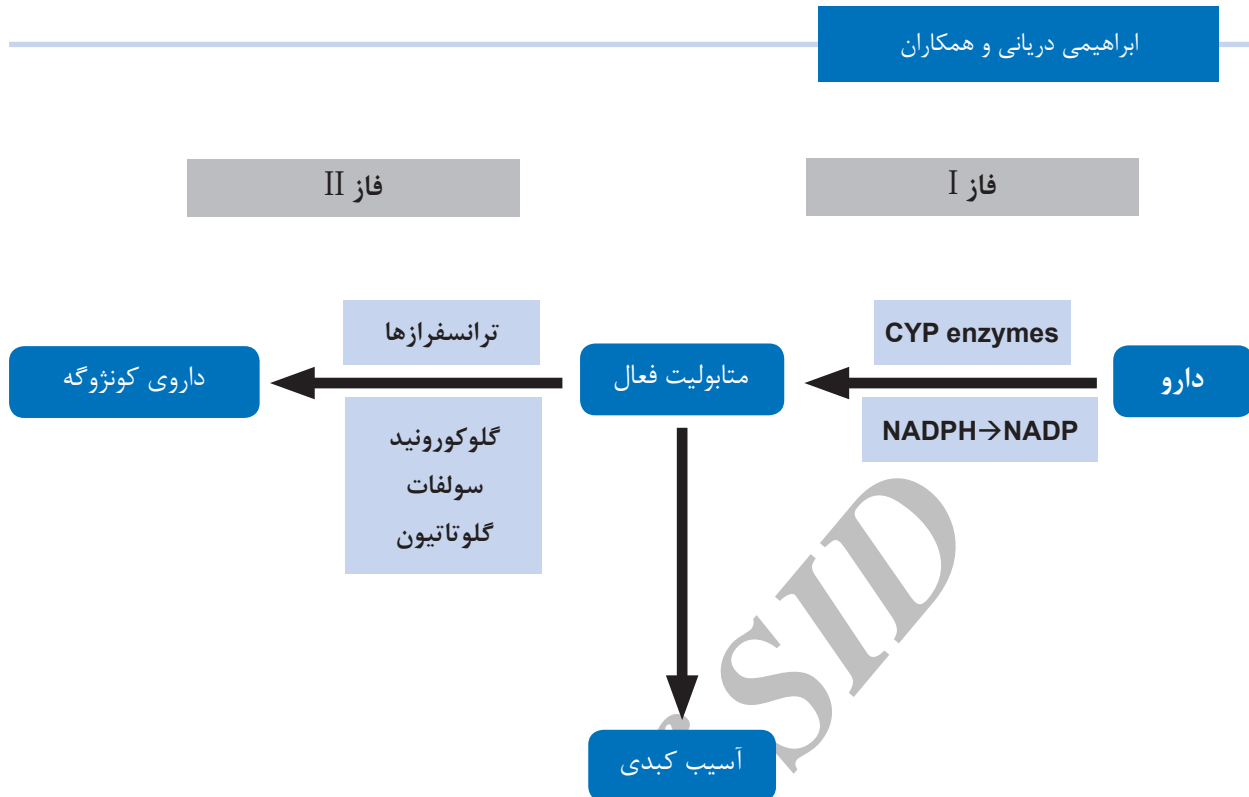 ابراهیمی دریانی و همکاران
فاز I
فاز II
دارو
CYP enzymes
NADPH→NADP
متابولیت فعال
ترانسفرازها
گلوکورونید
سولفات
گلوتاتیون
داروی کونژوگه
آسیب کبدی
SID